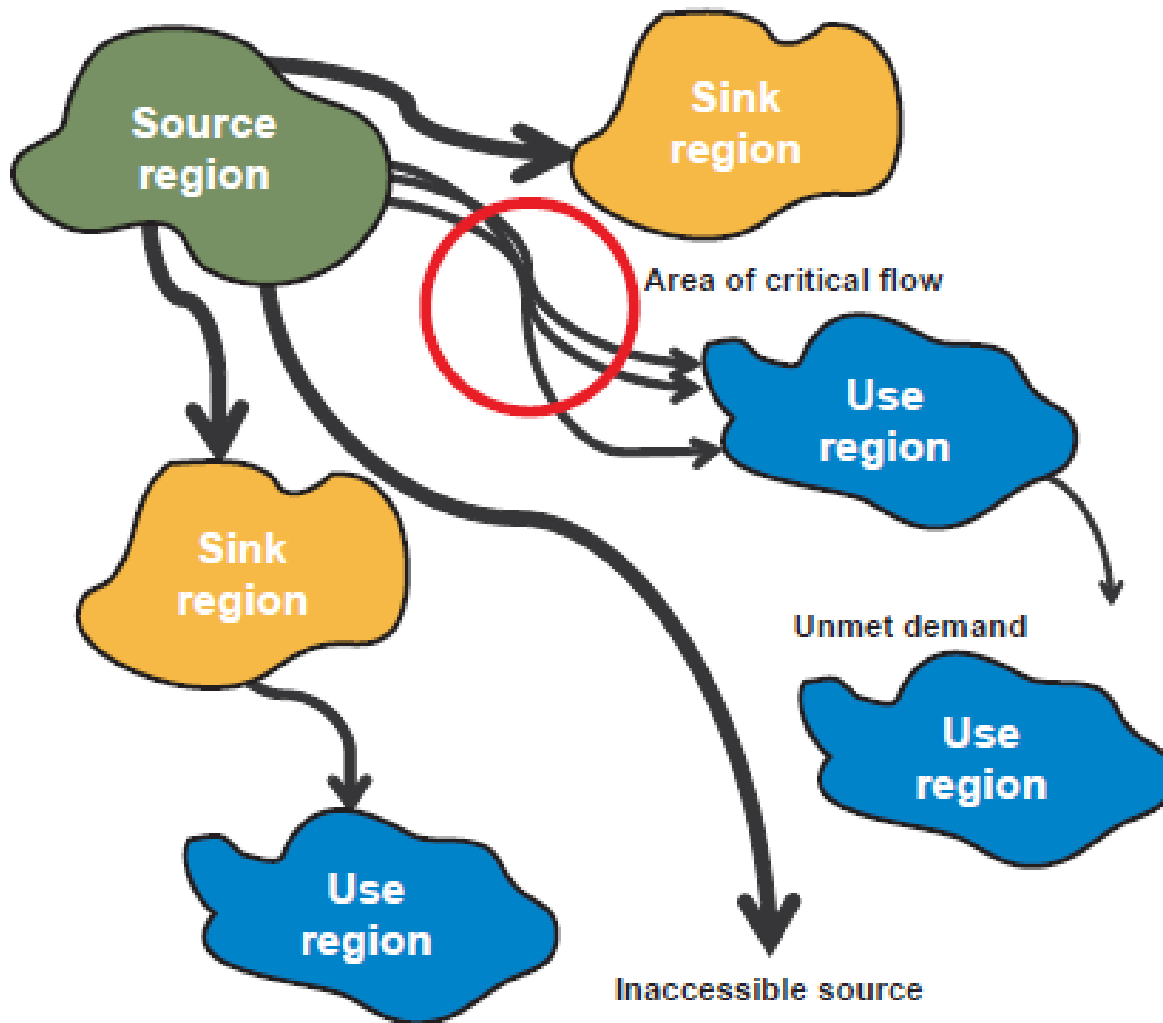 Source
region
Sink
region
Area of critical flow
Use
region
Sink
region
Unmet demand
Use
region
Use
region
Inaccessible source